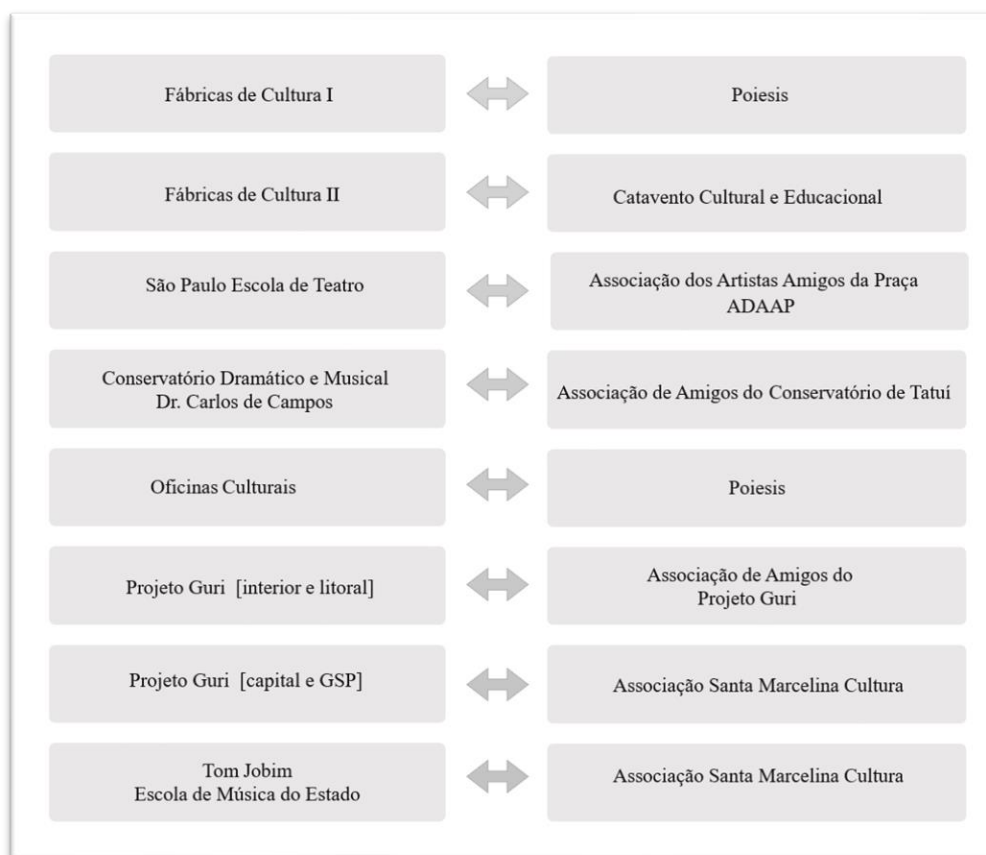 Fábricas de Cultura I
Poiesis
Fábricas de Cultura II
Catavento Cultural e Educacional
São Paulo Escola de Teatro
Associação dos Artistas Amigos da Praça
ADAAP
Conservatório Dramático e Musical
Dr. Carlos de Campos
Associação de Amigos do Conservatório de Tatuí
Oficinas Culturais
Poiesis
Projeto Guri [interior e litoral]
Associação de Amigos do
Projeto Guri
Projeto Guri [capital e GSP]
Associação Santa Marcelina Cultura
Tom Jobim
Escola de Música do Estado
Associação Santa Marcelina Cultura